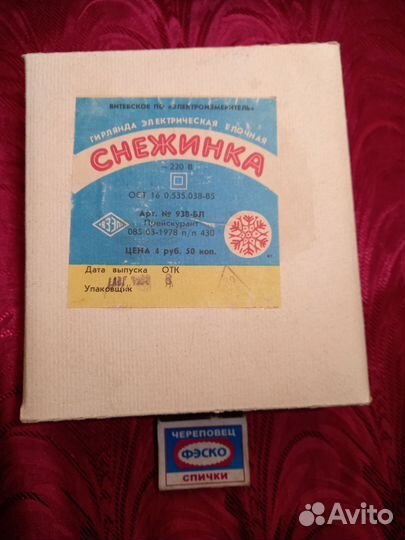 ВИТЕБСКОЕ ПО «ЭЛЕКТРОИЗМЕРИТЕЛЬ»
ГИРЛЯНДА ЭЛЕКТРИЧЕСКАЯ ЕЛОЧНАЯ
СНЕЖИНКА
~ 220 В
ОСТ 16 0.535.038-85
Арт. № 938-БЛ
Прейскурант
085-03-1978 п/п 430
ЦЕНА 4 руб. 50 коп.
Дата выпуска ОТК
Упаковщик
ЧЕРЕПОВЕЦ
ФЭСКО
СПИЧКИ
Avito